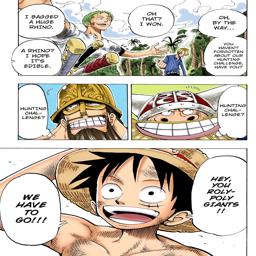 OH,
BY THE
WAY...
YOU
HAVEN'T
FORGOTTEN
ABOUT OUR
HUNTING
CHALLENGE,
HAVE YOU?
OH
THAT?
I WON.
I BAGGED
A HUGE
RHINO.
A RHINO?
I HOPE
IT'S
EDIBLE.
HUNTING
CHAL-
LENGE?
HUNTING
CHAL-
LENGE?
HEY,
YOU
ROLY-
POLY
GIANTS
!!
WE
HAVE
TO
GO!!!